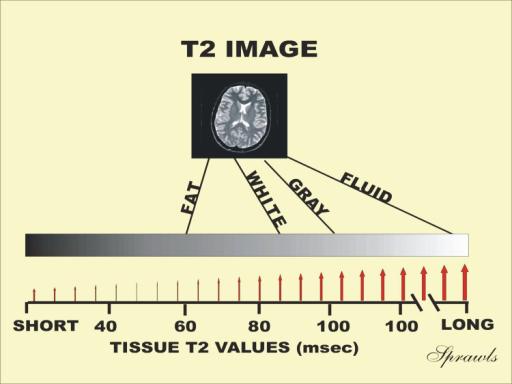 T2 IMAGE
FAT
WHITE
GRAY
FLUID
SHORT 40 60 80 100 100 LONG
TISSUE T2 VALUES (msec)
Sprawls